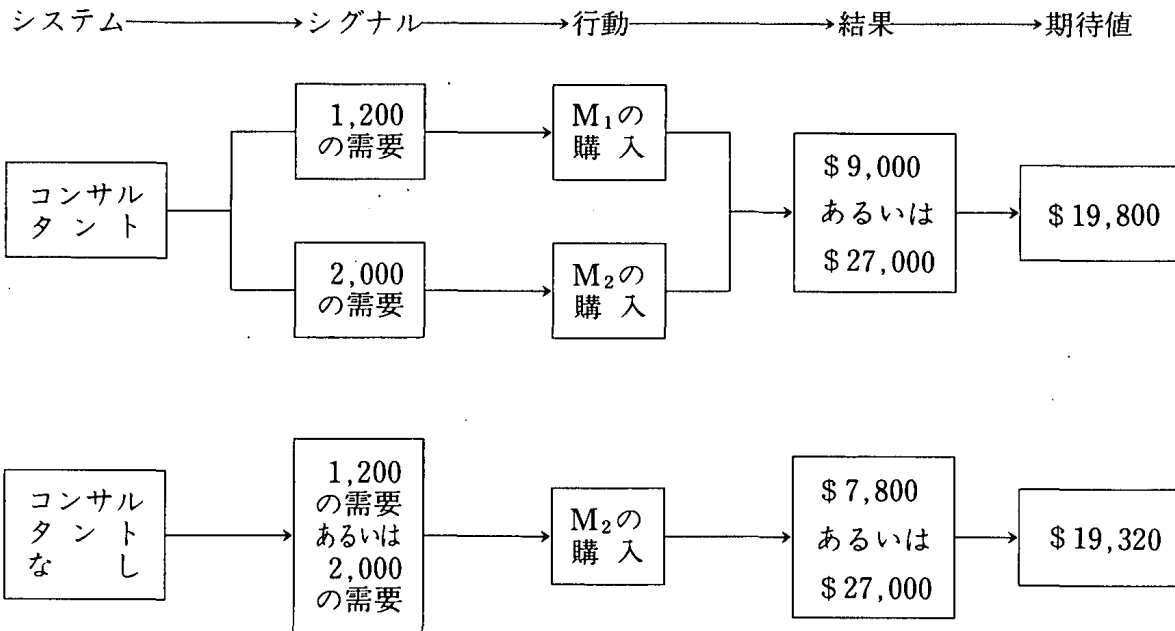 システム→シグナル→行動→結果→期待値
コンサル
タント
1,200
の需要
M₁の
購入
2,000
の需要
M₂の
購入
$9,000
あるいは
$27,000
$19,800
コンサル
タント
なし
1,200
の需要
あるいは
2,000
の需要
M₂の
購入
$7,800
あるいは
$27,000
$19,320